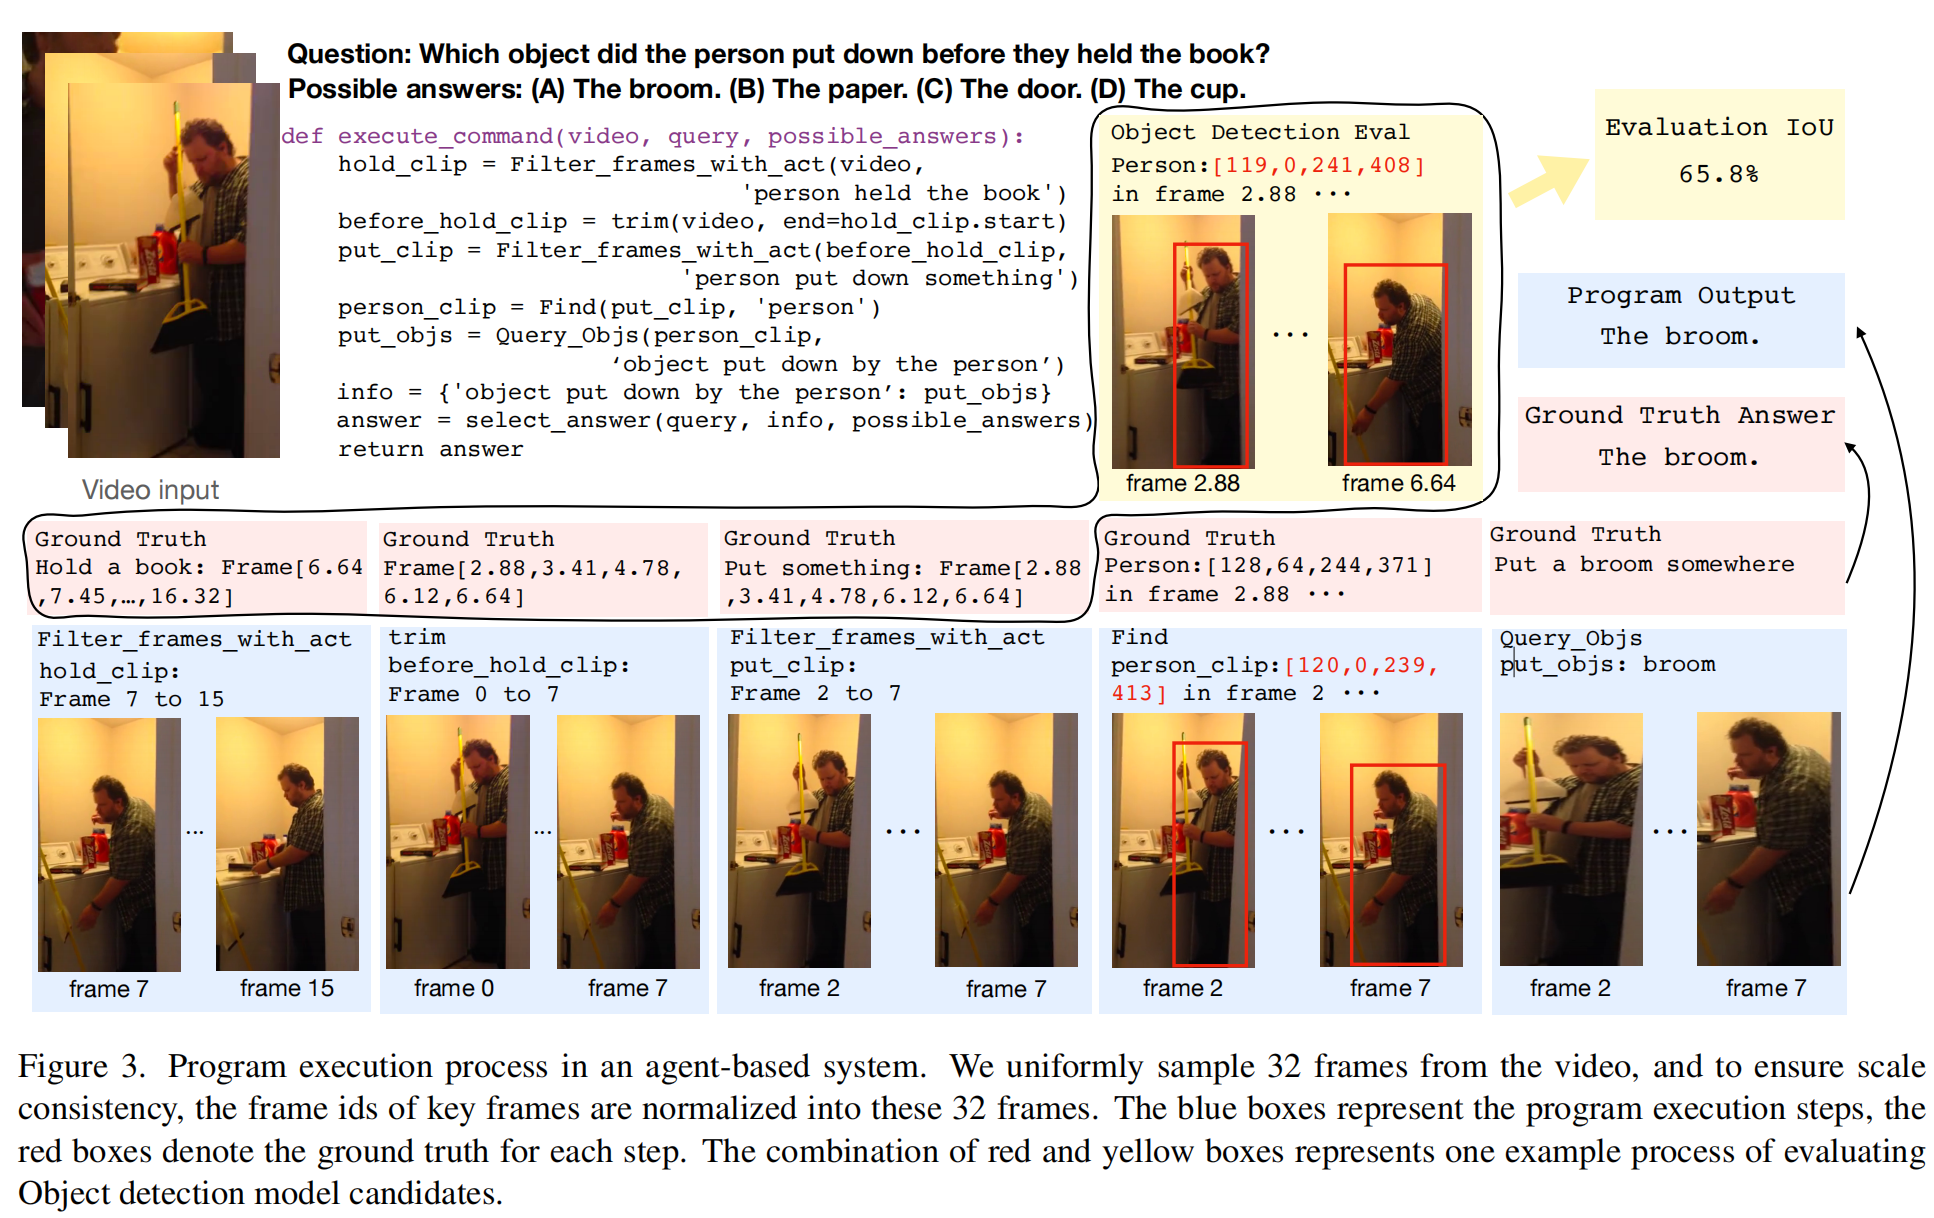 Question: Which object did the person put down before they held the book?
Possible answers: (A) The broom. (B) The paper. (C) The door. (D) The cup.
def execute_command(video, query, possible_answers):
hold_clip = Filter_frames_with_act(video,
'person held the book')
before_hold_clip = trim(video, end=hold_clip.start)
put_clip = Filter_frames_with_act(before_hold_clip,
'person put down something')
person_clip = Find(put_clip, 'person')
put_objs = Query_Objs(person_clip,
‘object put down by the person’)
info = {'object put down by the person’: put_objs}
answer = select_answer(query, info, possible_answers)
return answer
Video input
Object Detection Eval
Person:[119,0,241,408]
in frame 2.88 ···
···
frame 2.88
frame 6.64
Evaluation IoU
65.8%
Program Output
The broom.
Ground Truth Answer
The broom.
Ground Truth
Hold a book: Frame[6.64
,7.45,…,16.32]
Ground Truth
Frame[2.88,3.41,4.78,
6.12,6.64]
Ground Truth
Put something: Frame[2.88
,3.41,4.78,6.12,6.64]
Ground Truth
Person:[128,64,244,371]
in frame 2.88 ···
Ground Truth
Put a broom somewhere
Filter_frames_with_act
hold_clip:
Frame 7 to 15
...
frame 7
frame 15
trim
before_hold_clip:
Frame 0 to 7
...
frame 0
frame 7
Filter_frames_with_act
put_clip:
Frame 2 to 7
···
frame 2
frame 7
Find
person_clip:[120,0,239,
413] in frame 2 ···
···
frame 2
frame 7
Query_Objs
put_objs: broom
···
frame 2
frame 7
Figure 3. Program execution process in an agent-based system. We uniformly sample 32 frames from the video, and to ensure scale
consistency, the frame ids of key frames are normalized into these 32 frames. The blue boxes represent the program execution steps, the
red boxes denote the ground truth for each step. The combination of red and yellow boxes represents one example process of evaluating
Object detection model candidates.